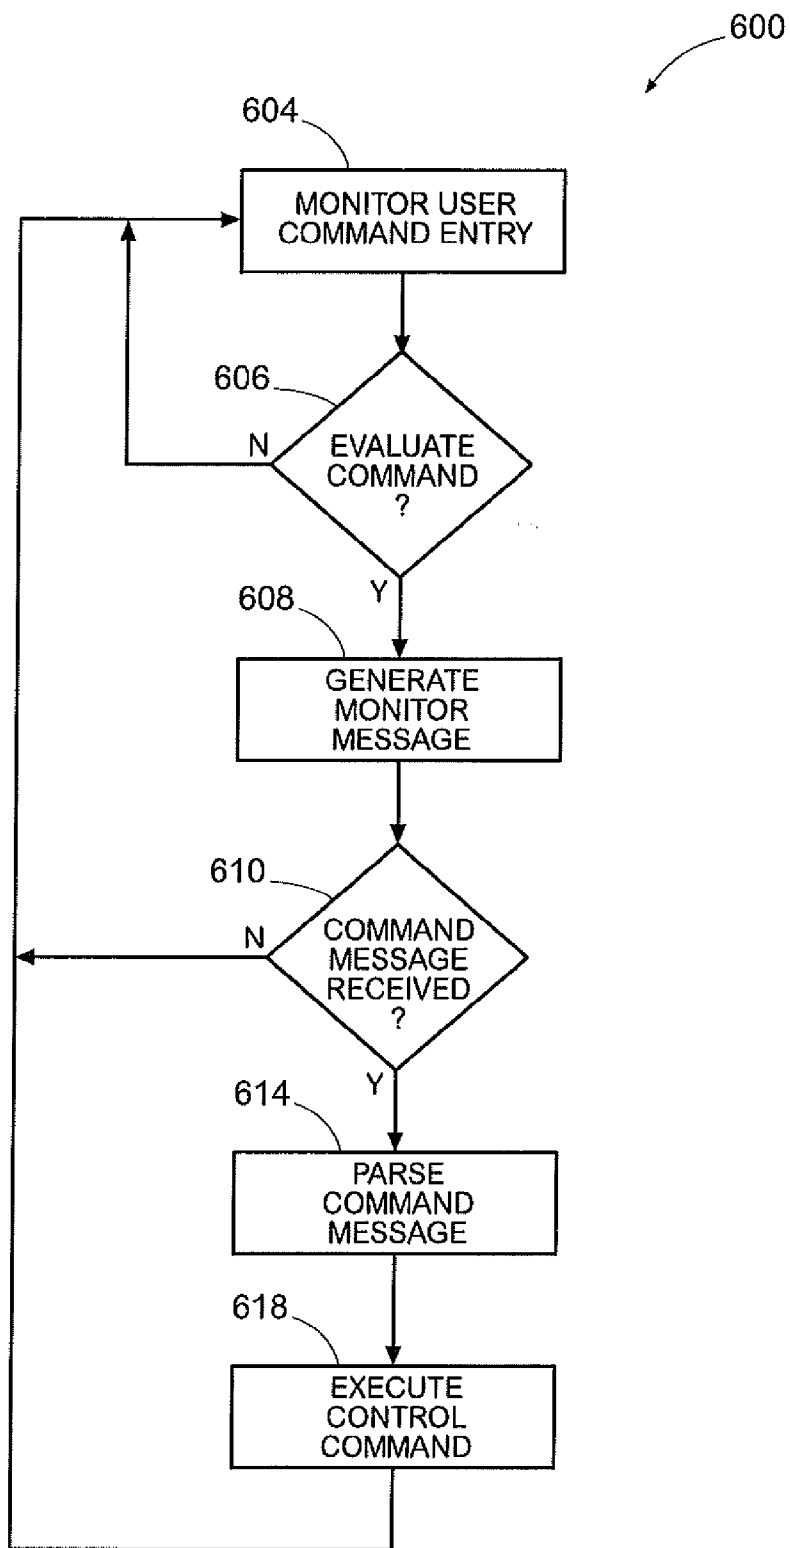 600
604
MONITOR USER
COMMAND ENTRY
606
N
EVALUATE
COMMAND
?
Y
608
GENERATE
MONITOR
MESSAGE
610
N
COMMAND
MESSAGE
RECEIVED
?
Y
614
PARSE
COMMAND
MESSAGE
618
EXECUTE
CONTROL
COMMAND